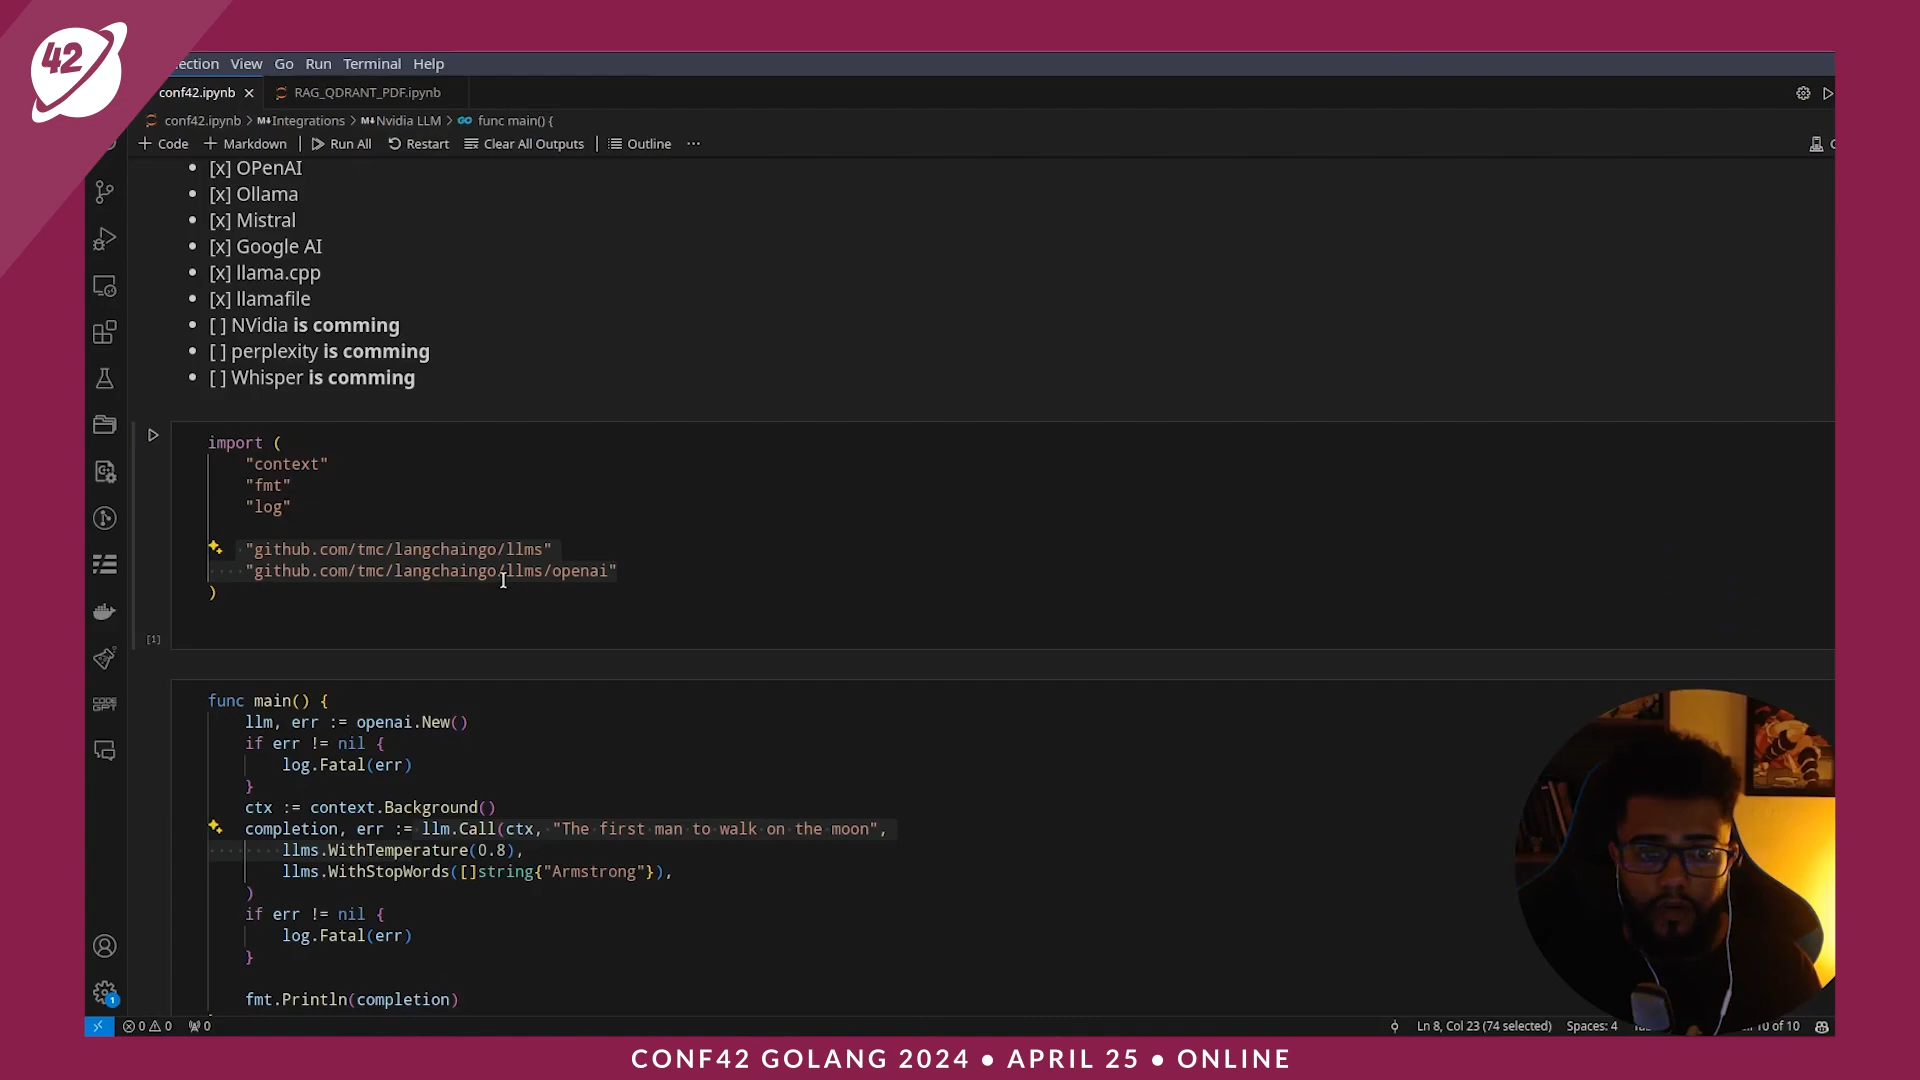 42
ection View Go Run Terminal Help
conf42.ipynb RAG_QDRANT_PDF.ipynb
conf42.ipynb > M↓Integrations > M↓Nvidia LLM > func main() {
+ Code + Markdown Run All Restart Clear All Outputs Outline ...
• [x] OPenAI
• [x] Ollama
• [x] Mistral
• [x] Google AI
• [x] llama.cpp
• [x] llamafile
• [ ] NVidia is comming
• [ ] perplexity is comming
• [ ] Whisper is comming
import (
"context"
"fmt"
"log"
"github.com/tmc/langchaingo/llms"
"github.com/tmc/langchaingo/llms/openai"
)
[1]
func main() {
llm, err := openai.New()
if err != nil {
log.Fatal(err)
}
ctx := context.Background()
completion, err := llm.Call(ctx, "The first man to walk on the moon",
llms.WithTemperature(0.8),
llms.WithStopWords([]string{"Armstrong"}),
)
if err != nil {
log.Fatal(err)
}
fmt.Println(completion)
CODE
GPT
1
0 0 0 Ln 8, Col 23 (74 selected) Spaces: 4 10 of 10
CONF42 GOLANG 2024 • APRIL 25 • ONLINE